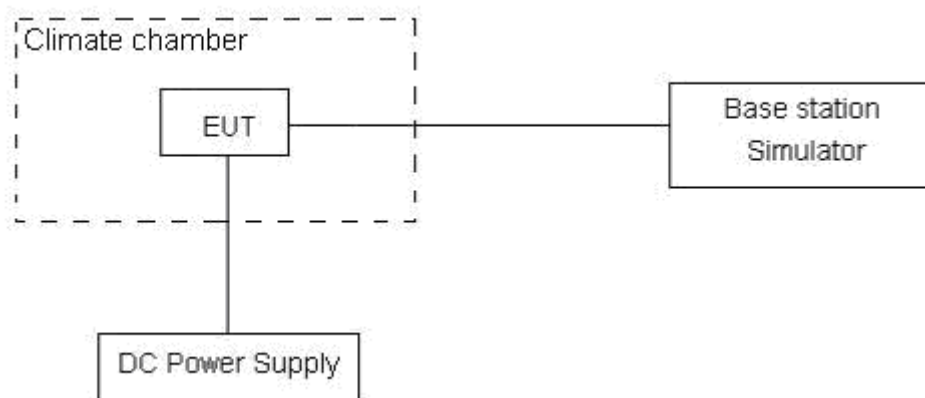 Climate chamber
EUT
Base station
Simulator
DC Power Supply